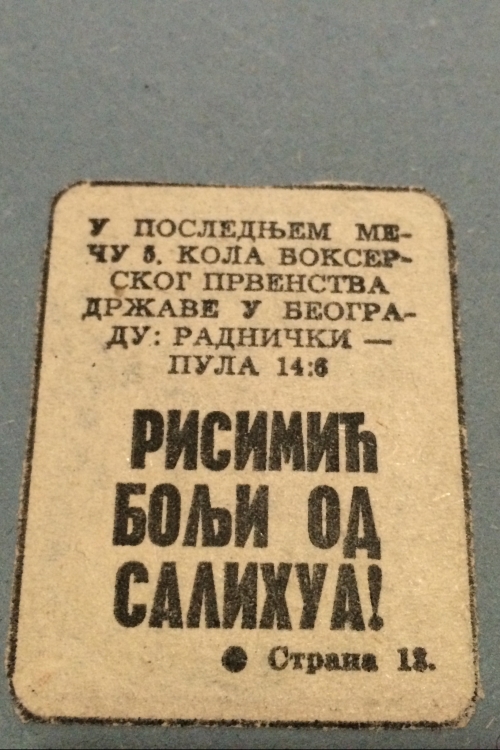 У ПОСЛЕДЊЕМ МЕ-
ЧУ 5. КОЛА БОКСЕР-
СКОГ ПРВЕНСТВА
ДРЖАВЕ У БЕОГРА-
ДУ: РАДНИЧКИ —
ПУЛА 14:6
РИСИМИЋ
БОЉИ ОД
САЛИХУА!
● Страна 13.